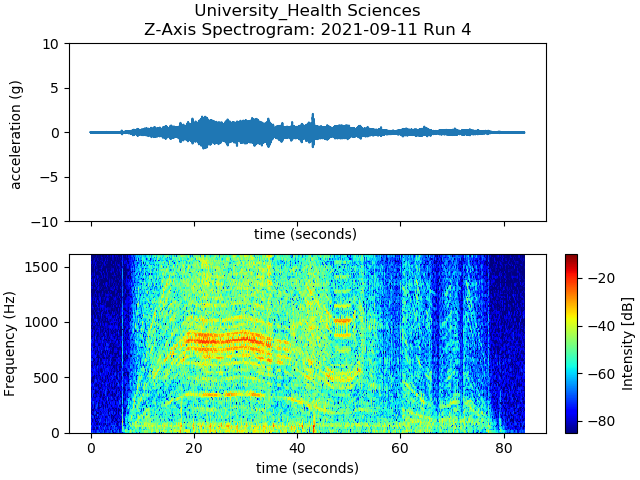 University_Health Sciences
Z-Axis Spectrogram: 2021-09-11 Run 4
10
5
0
−5
−10
acceleration (g)
time (seconds)
1500
1000
500
0
Frequency (Hz)
0 20 40 60 80
time (seconds)
−20
−40
−60
−80
Intensity [dB]